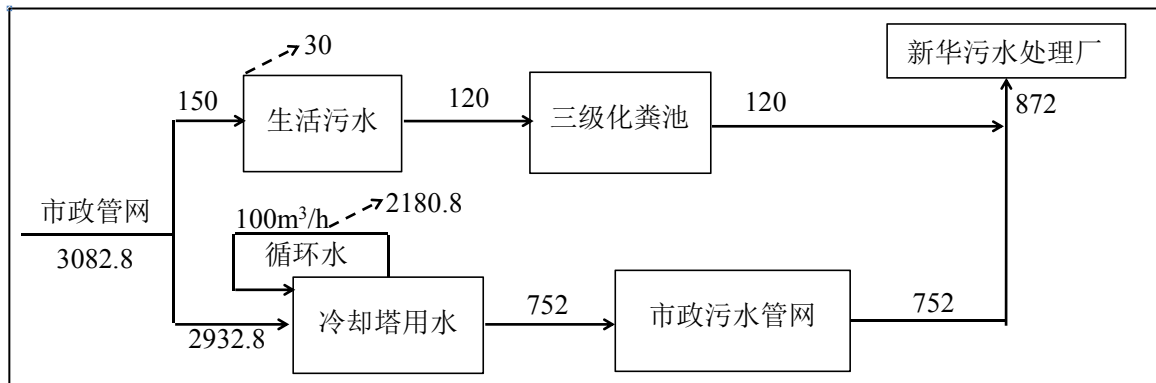 30
新华污水处理厂
150
生活污水
120
三级化粪池
120
872
市政管网
3082.8
100m³/h
2180.8
循环水
2932.8
冷却塔用水
752
市政污水管网
752